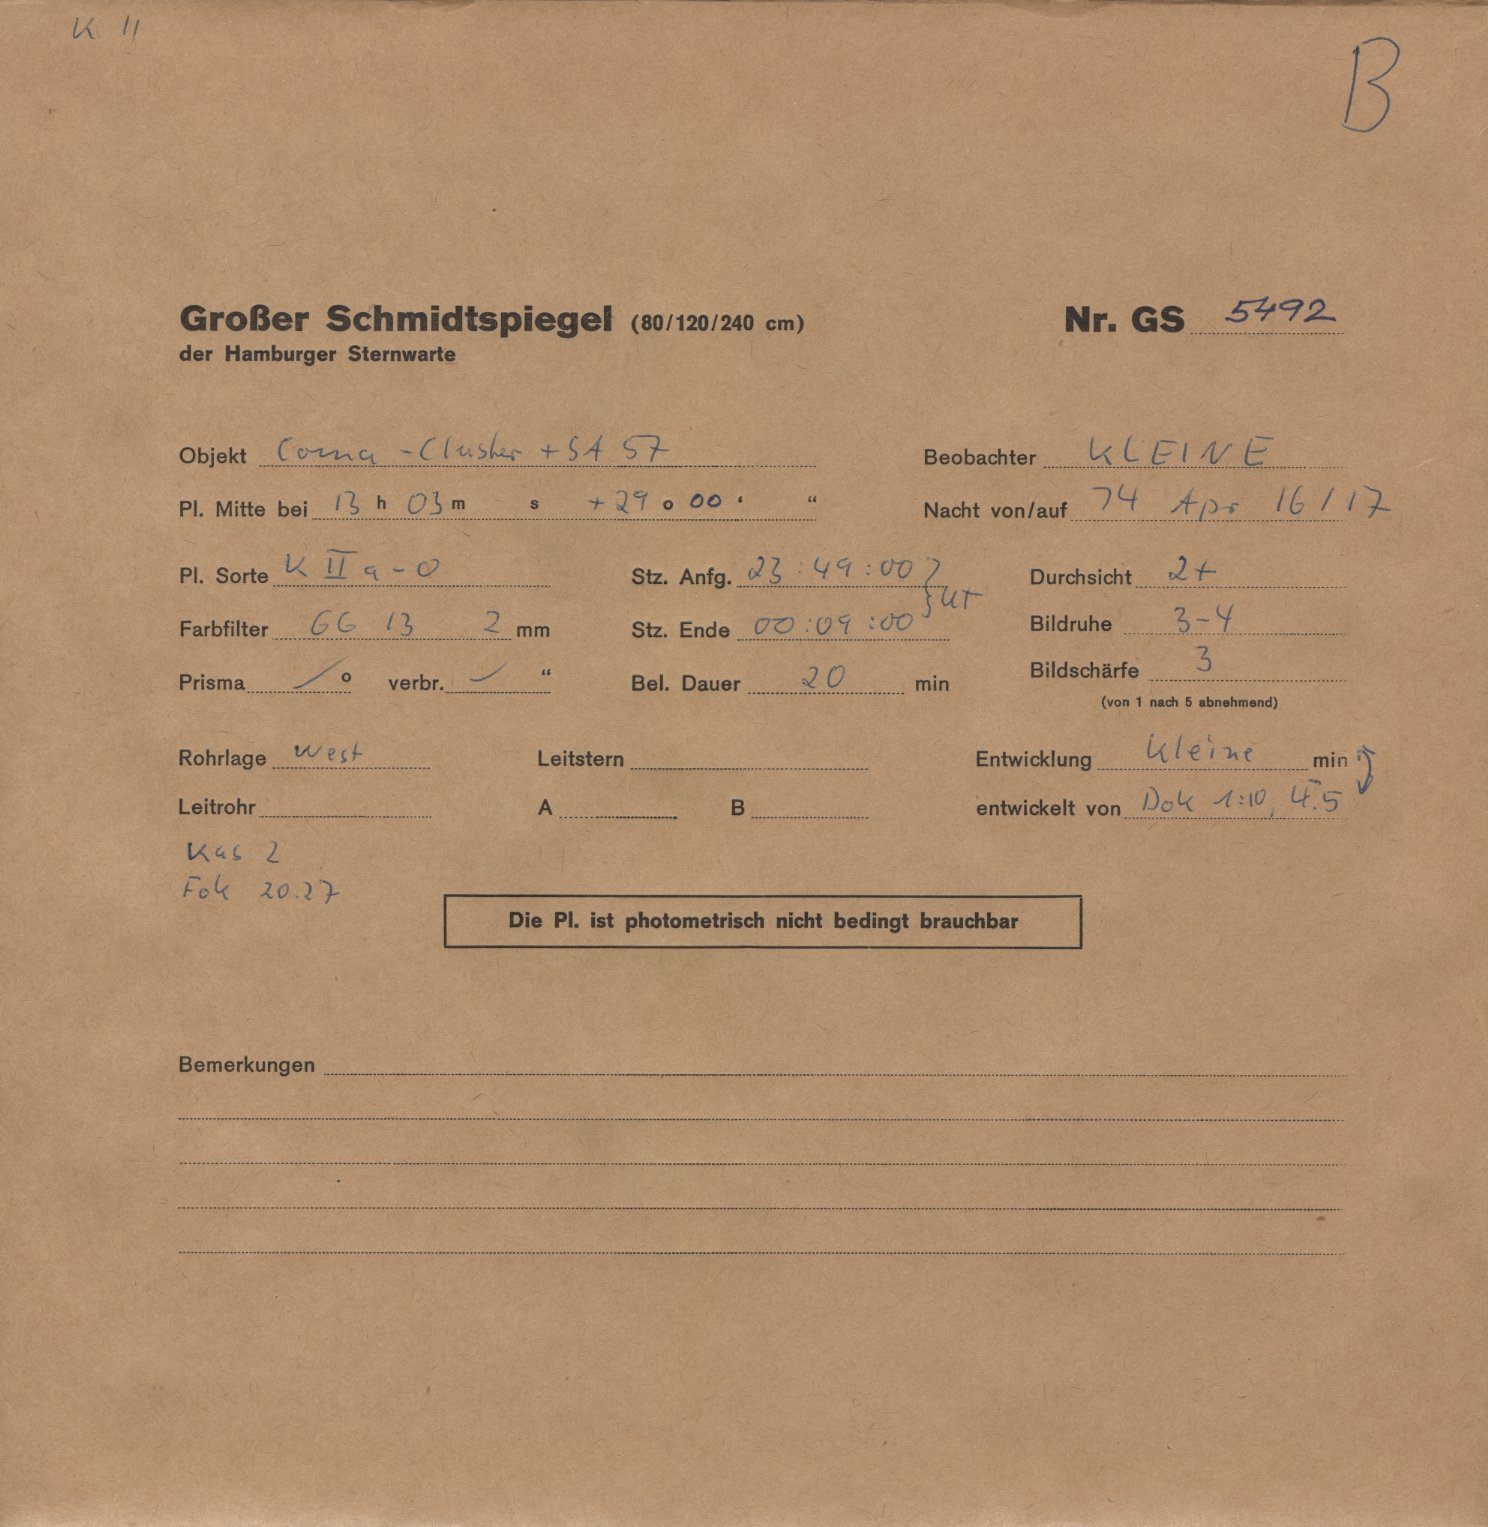 K II
B
Großer Schmidtspiegel (80/120/240 cm) Nr. GS 5492
der Hamburger Sternwarte
Objekt Coma-Cluster + SA 57 Beobachter KLEINE
Pl. Mitte bei 13 h 03 m s +29 o 00 ‘ “ Nacht von/auf 74 Apr 16/17
Pl. Sorte K II a-O Stz. Anfg. 23:49:00 } UT Durchsicht 2+
Farbfilter GG 13 2 mm Stz. Ende 00:09:00 Bildruhe 3-4
Prisma / o verbr. / “ Bel. Dauer 20 min Bildschärfe 3
(von 1 nach 5 abnehmend)
Rohrlage West Leitstern Entwicklung Kleine min
Leitrohr A B entwickelt von Dok 1:10, 4.5
Kas 2
Fok 20.27
Die Pl. ist photometrisch nicht bedingt brauchbar
Bemerkungen